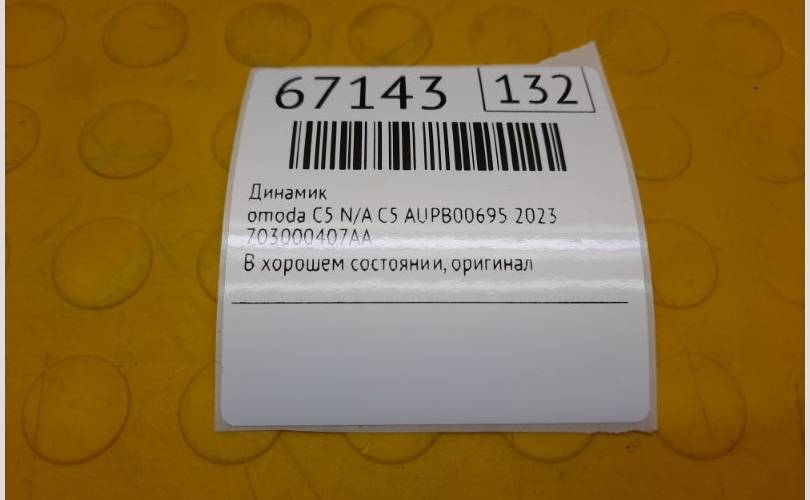 67143 132
Динамик
omoda C5 N/A C5 AUPB00695 2023
703000407AA
В хорошем состоянии, оригинал